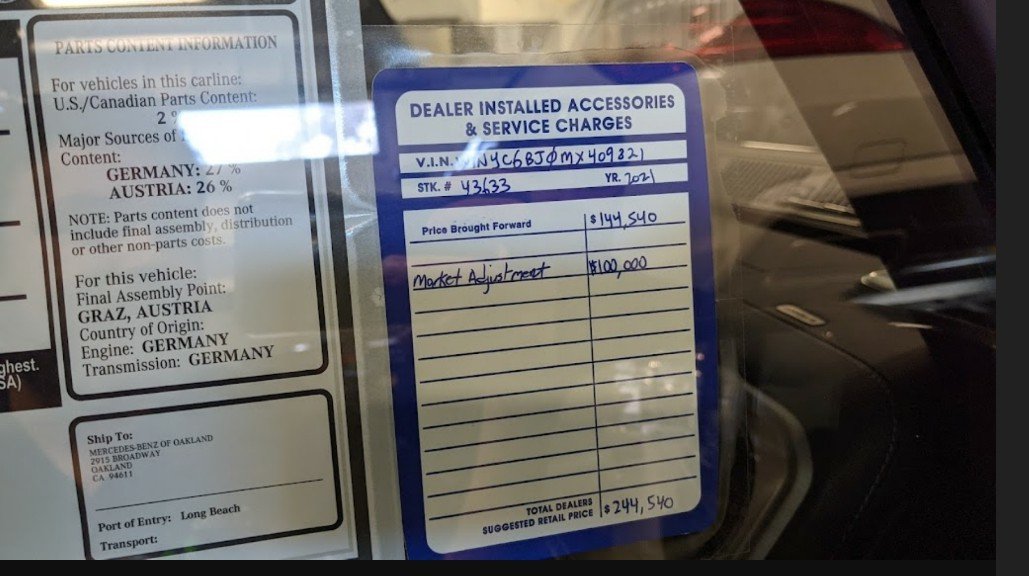 PARTS CONTENT INFORMATION
For vehicles in this carline:
U.S./Canadian Parts Content:
2 %
Major Sources of
Content:
GERMANY: 27 %
AUSTRIA: 26 %
NOTE: Parts content does not
include final assembly, distribution
or other non-parts costs.
For this vehicle:
Final Assembly Point:
GRAZ, AUSTRIA
Country of Origin:
Engine: GERMANY
Transmission: GERMANY
ghest.
SA)
Ship To:
MERCEDES-BENZ OF OAKLAND
2915 BROADWAY
OAKLAND
CA 94611
Port of Entry: Long Beach
Transport:
DEALER INSTALLED ACCESSORIES
& SERVICE CHARGES
V.I.N.
STK. # 43633 YR. 2021
Price Brought Forward $144,540
Market Adjustment $100,000
TOTAL DEALERS
SUGGESTED RETAIL PRICE $244,540